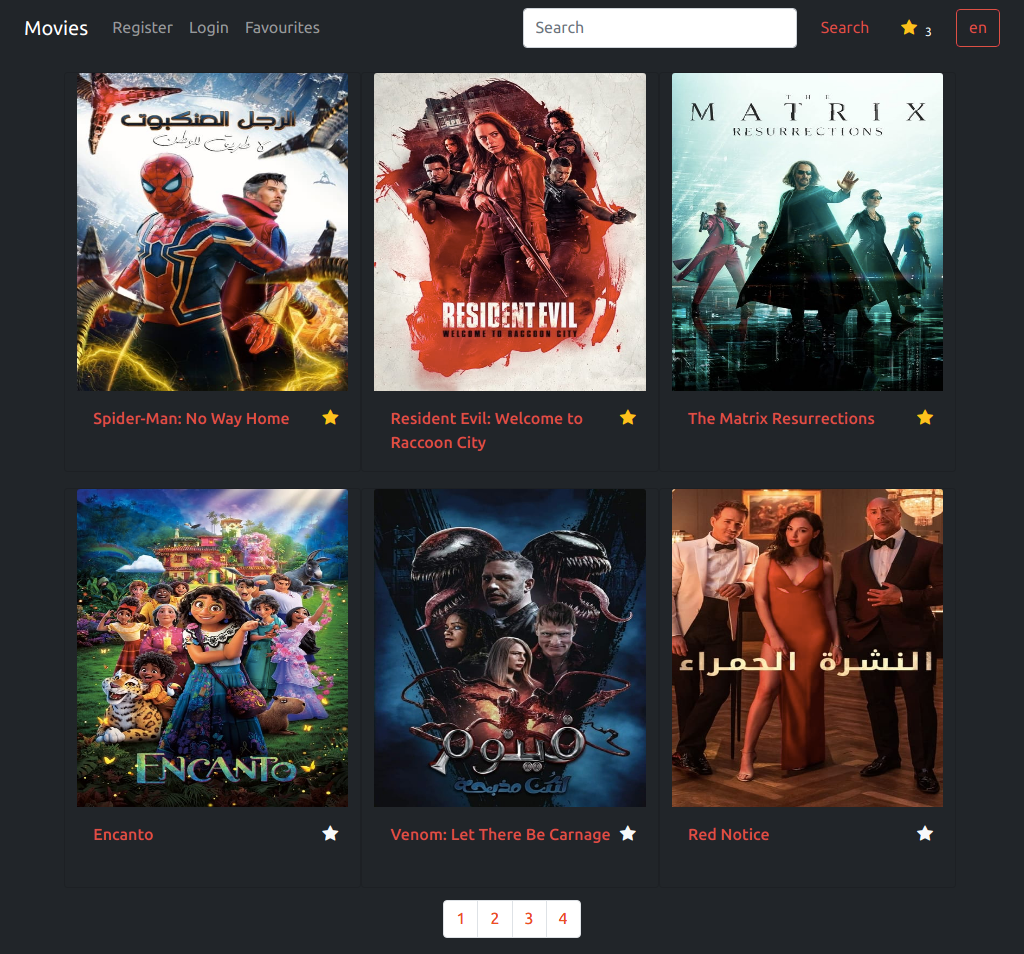 Movies Register Login Favourites Search Search 3 en
الرجل العنكبوت
لا طريق للوطن
RPD
RESIDENT EVIL
WELCOME TO RACCOON CITY
THE
MATRIX
RESURRECTIONS
Spider-Man: No Way Home
Resident Evil: Welcome to
Raccoon City
The Matrix Resurrections
ENCANTO
فينوم
لتكن مذبحة
النشرة الحمراء
Encanto
Venom: Let There Be Carnage
Red Notice
1 2 3 4